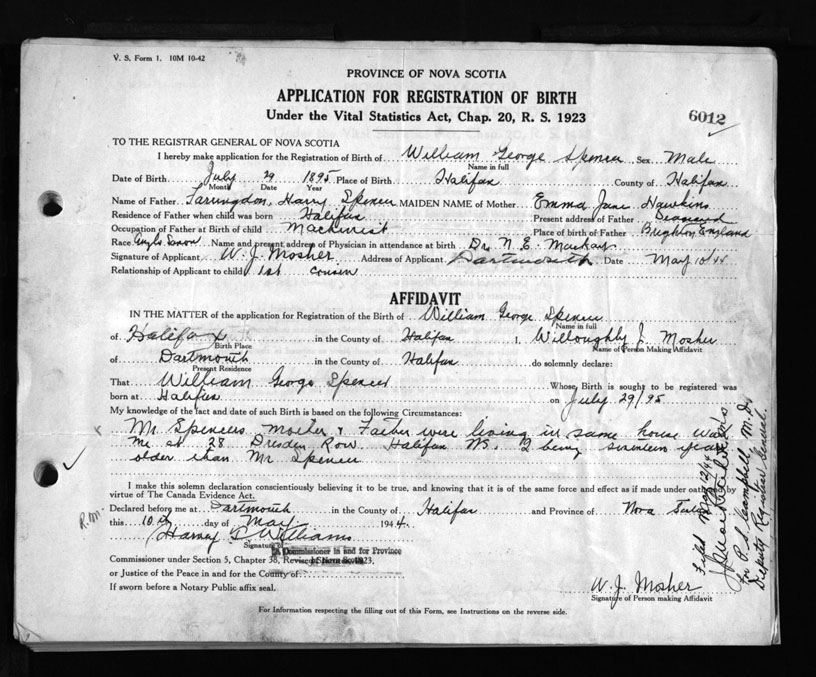 V. S. Form 1. 10M 10-42
PROVINCE OF NOVA SCOTIA
APPLICATION FOR REGISTRATION OF BIRTH
Under the Vital Statistics Act, Chap. 20, R. S. 1923
6012
TO THE REGISTRAR GENERAL OF NOVA SCOTIA
I hereby make application for the Registration of Birth of William George Spencer Sex Male
Name in full
Date of Birth July 29 1895 Place of Birth Halifax County of Halifax
Month Date Year
Name of Father Harry Spencer MAIDEN NAME of Mother Emma Jane Hawkins
Residence of Father when child was born Halifax Present address of Father Deceased
Occupation of Father at Birth of child Machinist Place of birth of Father Brighton England
Race Anglo Saxon Name and present address of Physician in attendance at birth Dr. N. E. Mackay
Signature of Applicant W. J. Mosher Address of Applicant Dartmouth Date May 10/44
Relationship of Applicant to child 1st cousin
AFFIDAVIT
IN THE MATTER of the application for Registration of the Birth of William George Spencer
Name in full
of Halifax in the County of Halifax I, Willoughly J. Mosher
Birth Place Name of Person Making Affidavit
of Dartmouth in the County of Halifax do solemnly declare:
Present Residence
That William George Spencer Whose Birth is sought to be registered was
born at Halifax on July 29/95
My knowledge of the fact and date of such Birth is based on the following Circumstances:
Mr. Spencers Mother & Father were living in same house with
me at 28 Dresden Row. Halifax NS. I being seventeen years
older than Mr Spencer
I make this solemn declaration conscientiously believing it to be true, and knowing that it is of the same force and effect as if made under oath by
virtue of The Canada Evidence Act.
Declared before me at Dartmouth in the County of Halifax and Province of Nova Scotia
R.M.
this 10th day of May 1944
Harvey Williams
Signature
A Commissioner in and for Province
of Nova Scotia
Commissioner under Section 5, Chapter 38, Revised Statutes, 1923,
or Justice of the Peace in and for the County of
If sworn before a Notary Public affix seal.
W. J. Mosher
Signature of Person making Affidavit
Filed May 12/44
for P. S. Campbell M.D.
Deputy Registrar General.
For Information respecting the filling out of this Form, see Instructions on the reverse side.